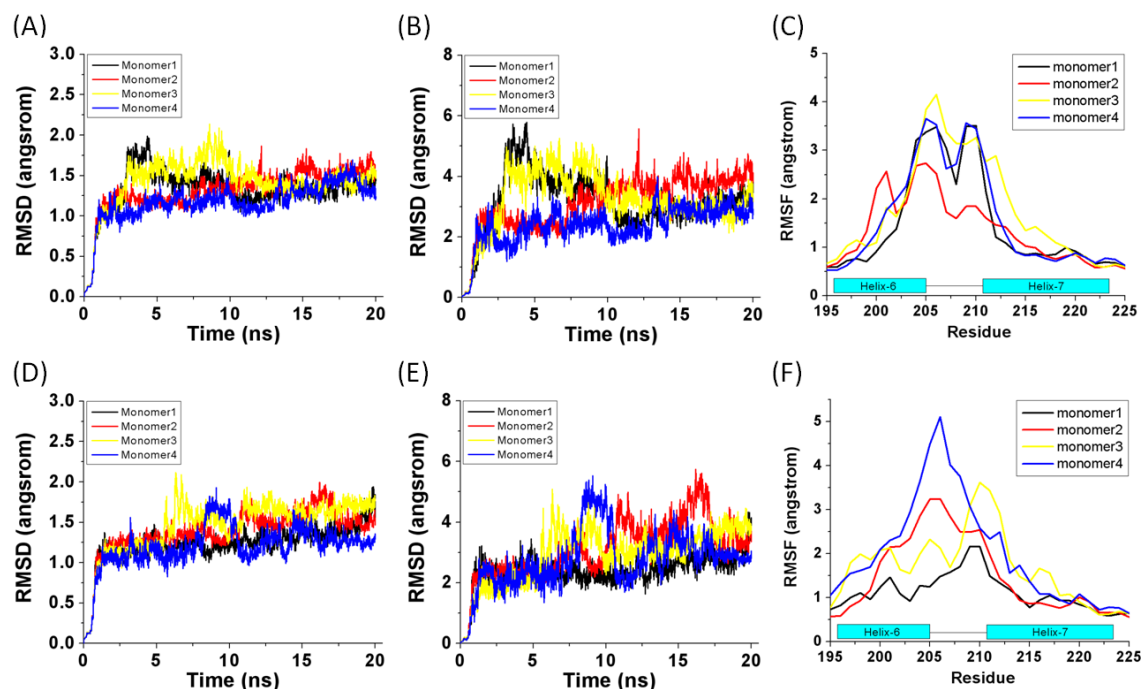 (A)
RMSD (angsrom)
3.0
2.5
2.0
1.5
1.0
0.5
0.0
Monomer1
Monomer2
Monomer3
Monomer4
0 5 10 15 20
Time (ns)
(B)
RMSD (angsrom)
8
6
4
2
0
Monomer1
Monomer2
Monomer3
Monomer4
0 5 10 15 20
Time (ns)
(C)
RMSF (angstrom)
5
4
3
2
1
0
monomer1
monomer2
monomer3
monomer4
Helix-6 Helix-7
195 200 205 210 215 220 225
Residue
(D)
RMSD (angsrom)
3.0
2.5
2.0
1.5
1.0
0.5
0.0
Monomer1
Monomer2
Monomer3
Monomer4
0 5 10 15 20
Time (ns)
(E)
RMSD (angsrom)
8
6
4
2
0
Monomer1
Monomer2
Monomer3
Monomer4
0 5 10 15 20
Time (ns)
(F)
RMSF (angstrom)
5
4
3
2
1
0
monomer1
monomer2
monomer3
monomer4
Helix-6 Helix-7
195 200 205 210 215 220 225
Residue